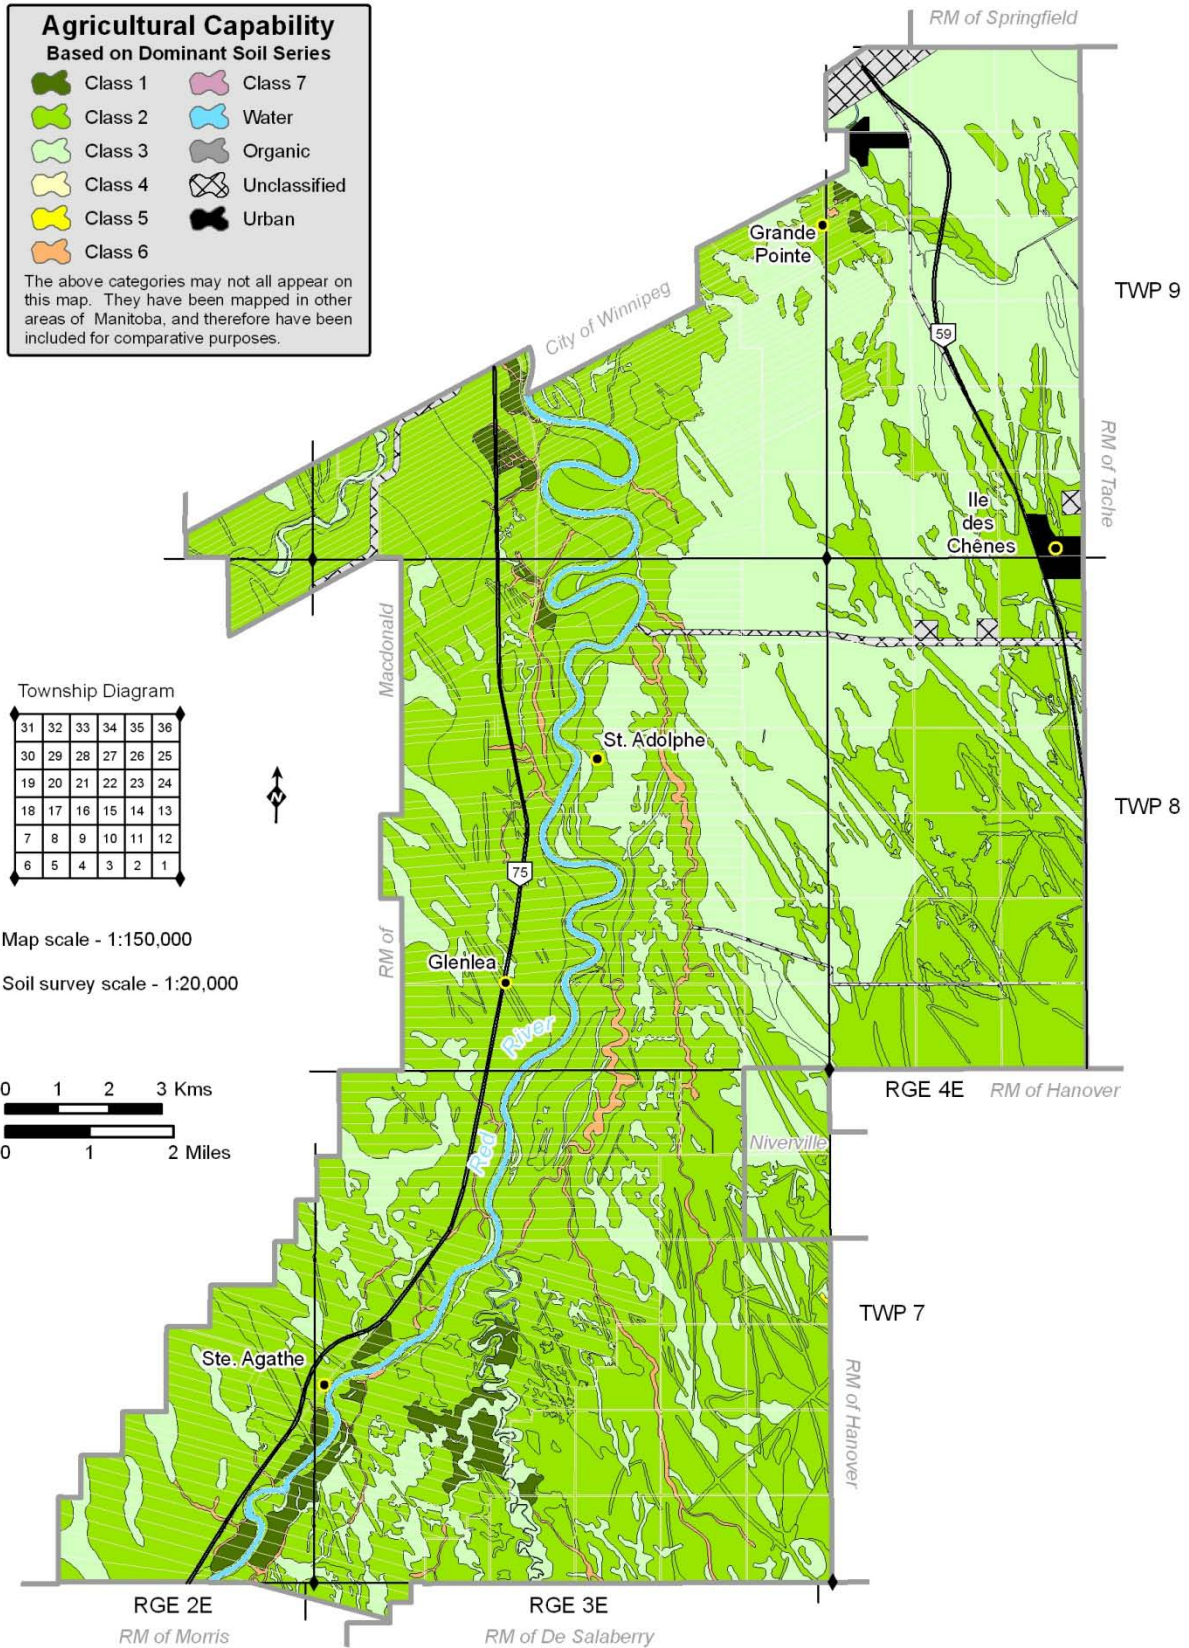 Agricultural Capability
Based on Dominant Soil Series
Class 1
Class 2
Class 3
Class 4
Class 5
Class 6
Class 7
Water
Organic
Unclassified
Urban
The above categories may not all appear on
this map. They have been mapped in other
areas of Manitoba, and therefore have been
included for comparative purposes.
RM of Springfield
Grande
Pointe
City of Winnipeg
TWP 9
59
RM of Tache
Ile
des
Chênes
Macdonald
RM of
Township Diagram
31 32 33 34 35 36
30 29 28 27 26 25
19 20 21 22 23 24
18 17 16 15 14 13
7 8 9 10 11 12
6 5 4 3 2 1
N
St. Adolphe
TWP 8
75
Map scale - 1:150,000
Soil survey scale - 1:20,000
Glenlea
River
Red
0 1 2 3 Kms
0 1 2 Miles
RGE 4E
RM of Hanover
Niverville
TWP 7
Ste. Agathe
RM of Hanover
RGE 2E
RGE 3E
RM of Morris
RM of De Salaberry